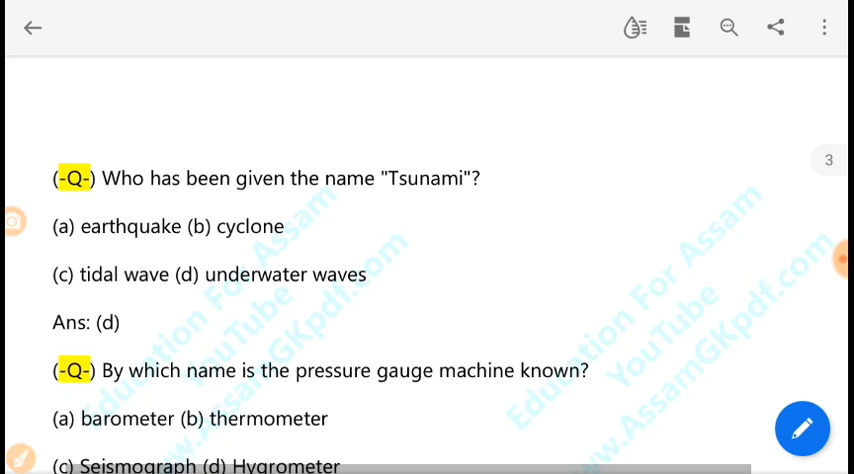 3
(-Q-) Who has been given the name "Tsunami"?
(a) earthquake (b) cyclone
(c) tidal wave (d) underwater waves
Ans: (d)
(-Q-) By which name is the pressure gauge machine known?
(a) barometer (b) thermometer
(c) Seismograph (d) Hygrometer
Education For Assam
YouTube
www.AssamGKpdf.com
Education For Assam
YouTube
www.AssamGKpdf.com